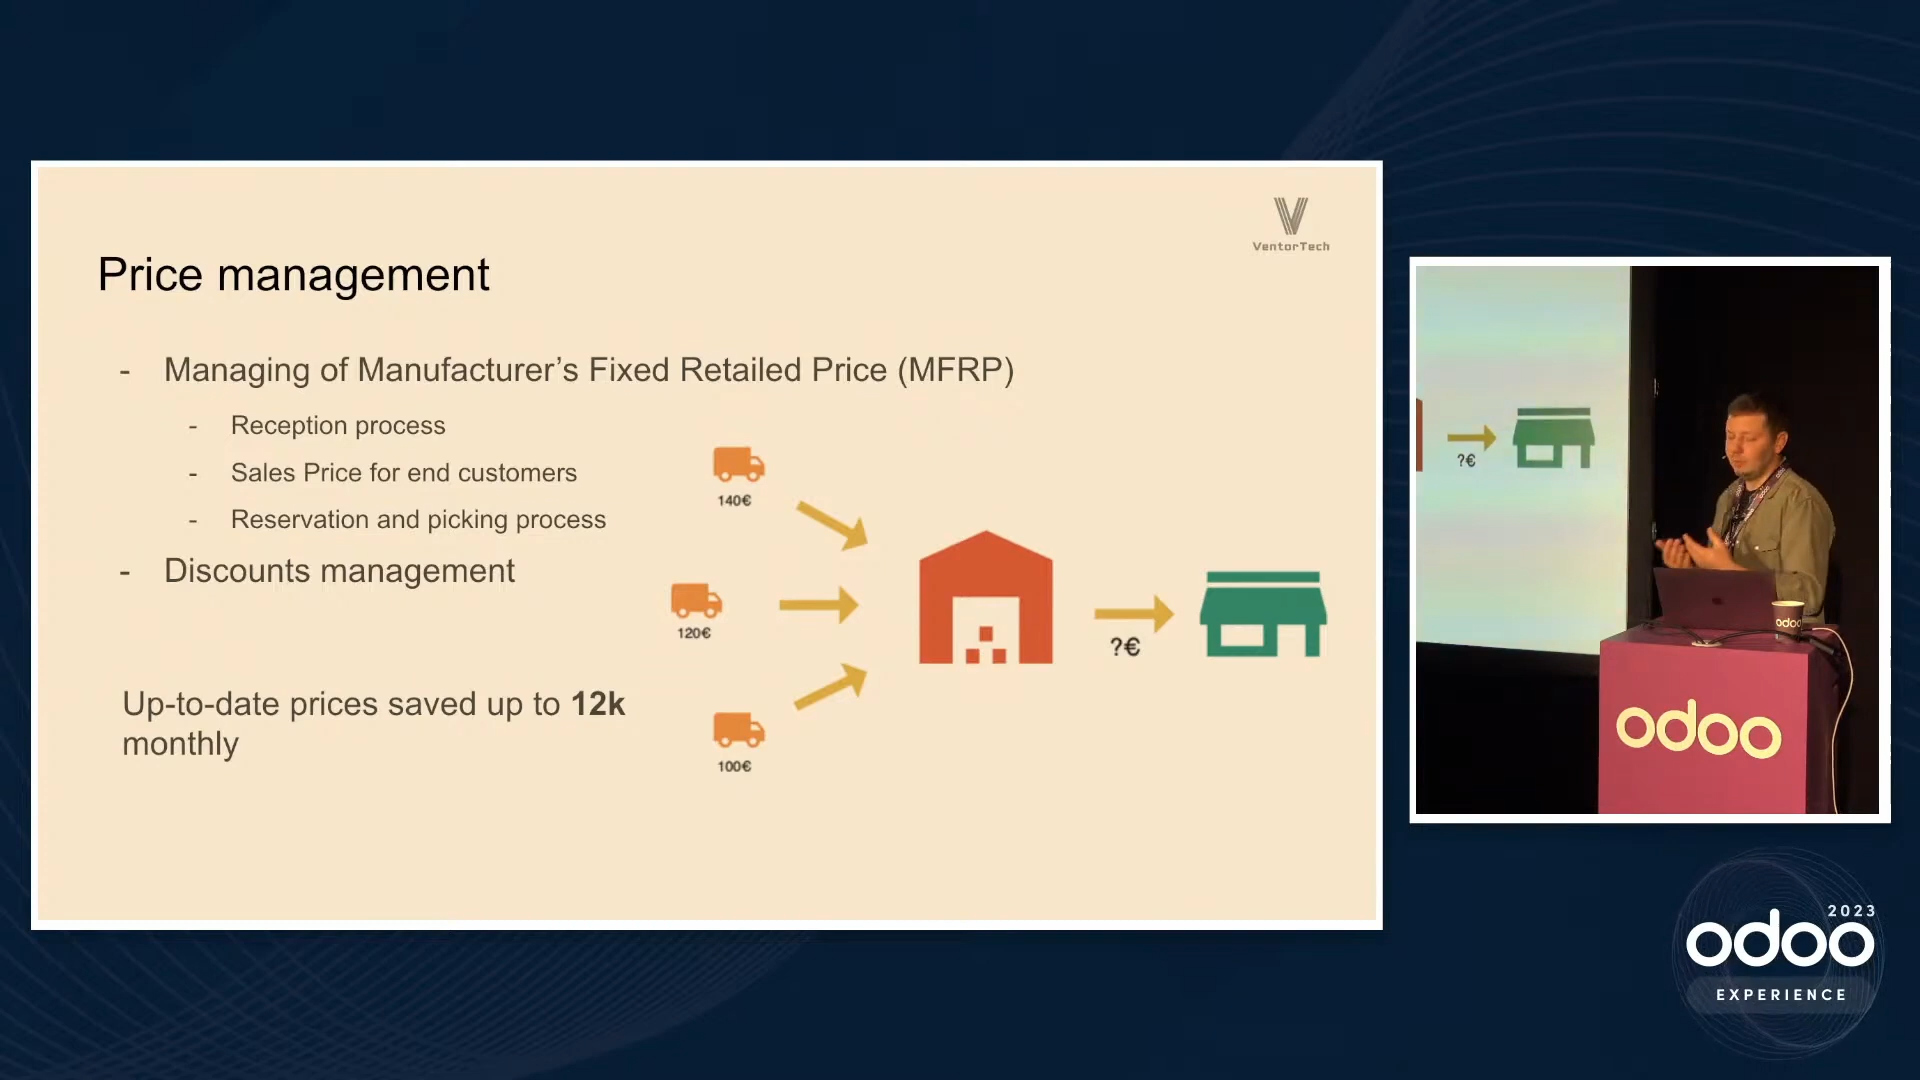 VentorTech
Price management
- Managing of Manufacturer’s Fixed Retailed Price (MFRP)
- Reception process
- Sales Price for end customers
- Reservation and picking process
- Discounts management
Up-to-date prices saved up to 12k
monthly
140€
120€
100€
?€
?€
odoo
odoo
2023
odoo
EXPERIENCE